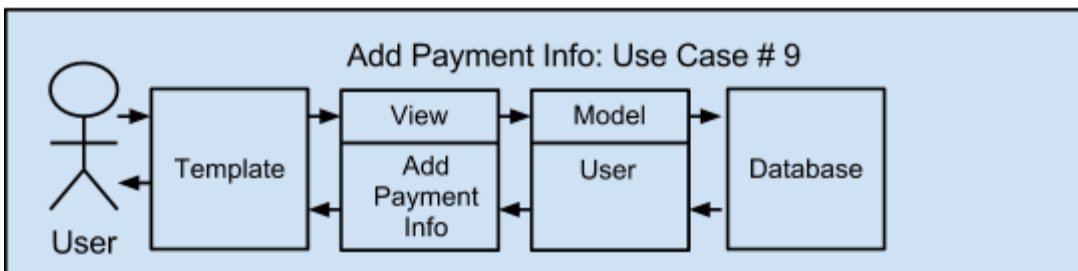 Add Payment Info: Use Case # 9
User
Template
View
Add
Payment
Info
Model
User
Database